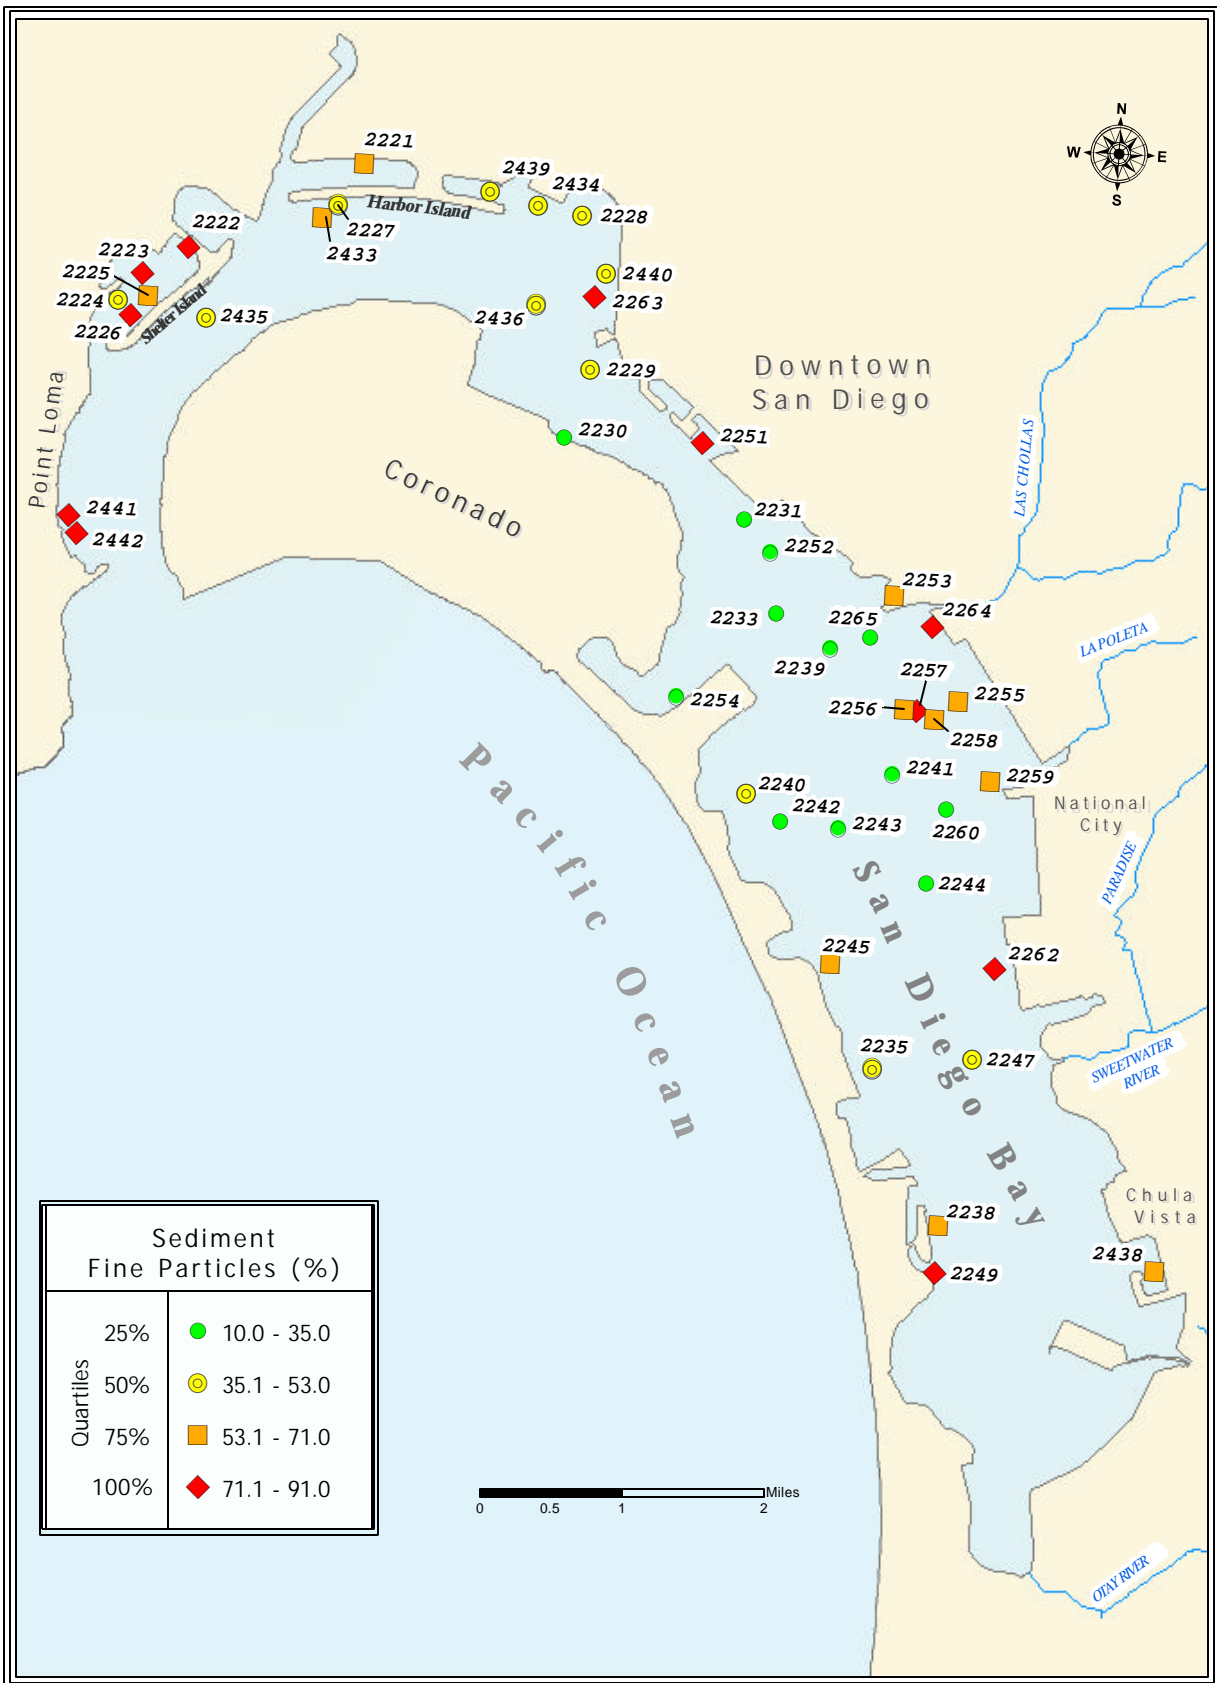 N
W
E
S
2221
2439
2434
Harbor Island
2228
2222
2227
2433
2223
2225
2440
2224
2263
2226
Shelter Island
2435
2436
Downtown
San Diego
2229
Point Loma
2230
2251
Coronado
LAS CHOLLAS
2441
2442
2231
2252
2253
2233
2265
2264
LA POLETA
2239
2257
2254
2256
2255
2258
Pacific Ocean
2241
2259
2240
2242
2243
2260
National
City
San Diego Bay
2244
PARADISE
2245
2262
2235
2247
SWEETWATER
RIVER
Chula
Vista
2238
2438
2249
Sediment
Fine Particles (%)
Quartiles
25%
10.0 - 35.0
50%
35.1 - 53.0
75%
53.1 - 71.0
100%
71.1 - 91.0
Miles
0
0.5
1
2
OTAY RIVER